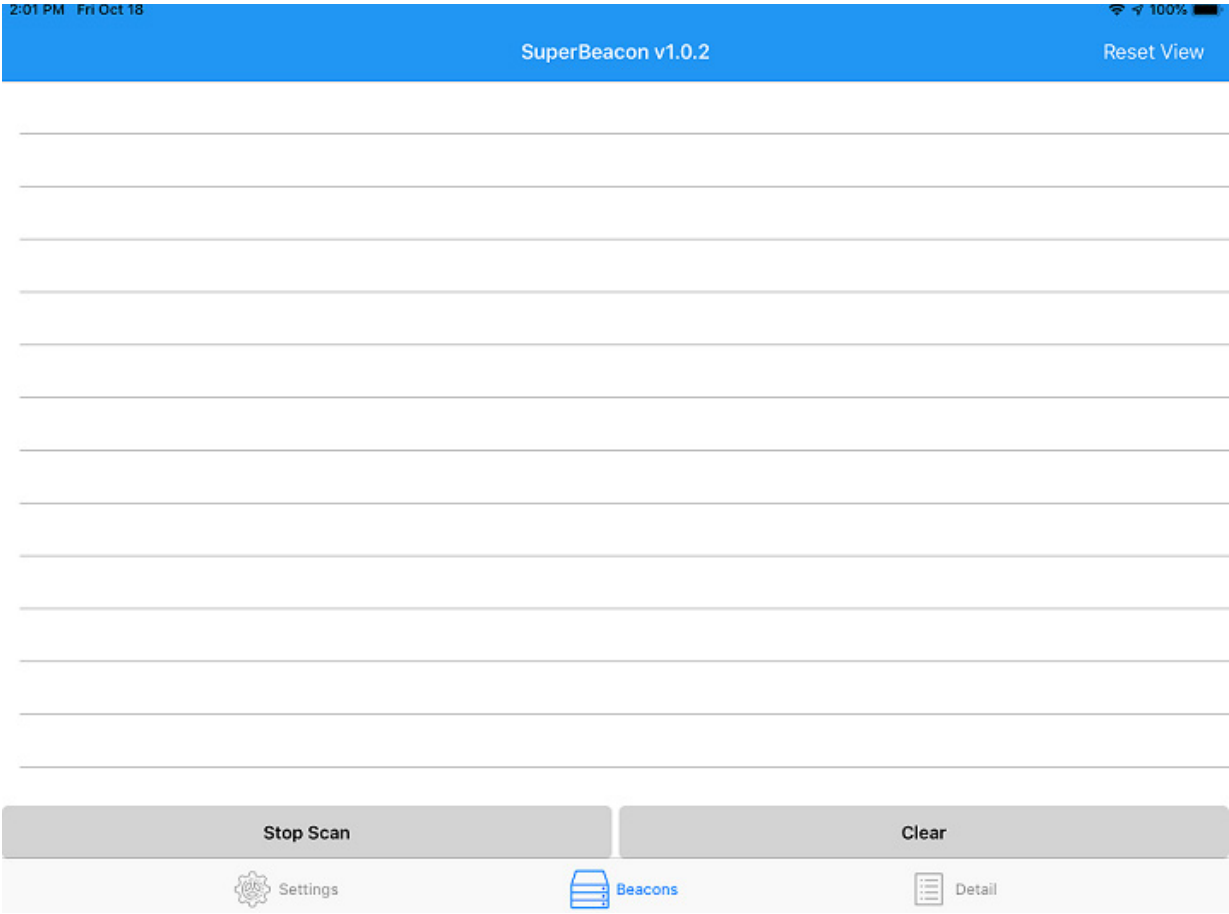 2:01 PM Fri Oct 18 100%
SuperBeacon v1.0.2 Reset View
Stop Scan Clear
Settings Beacons Detail